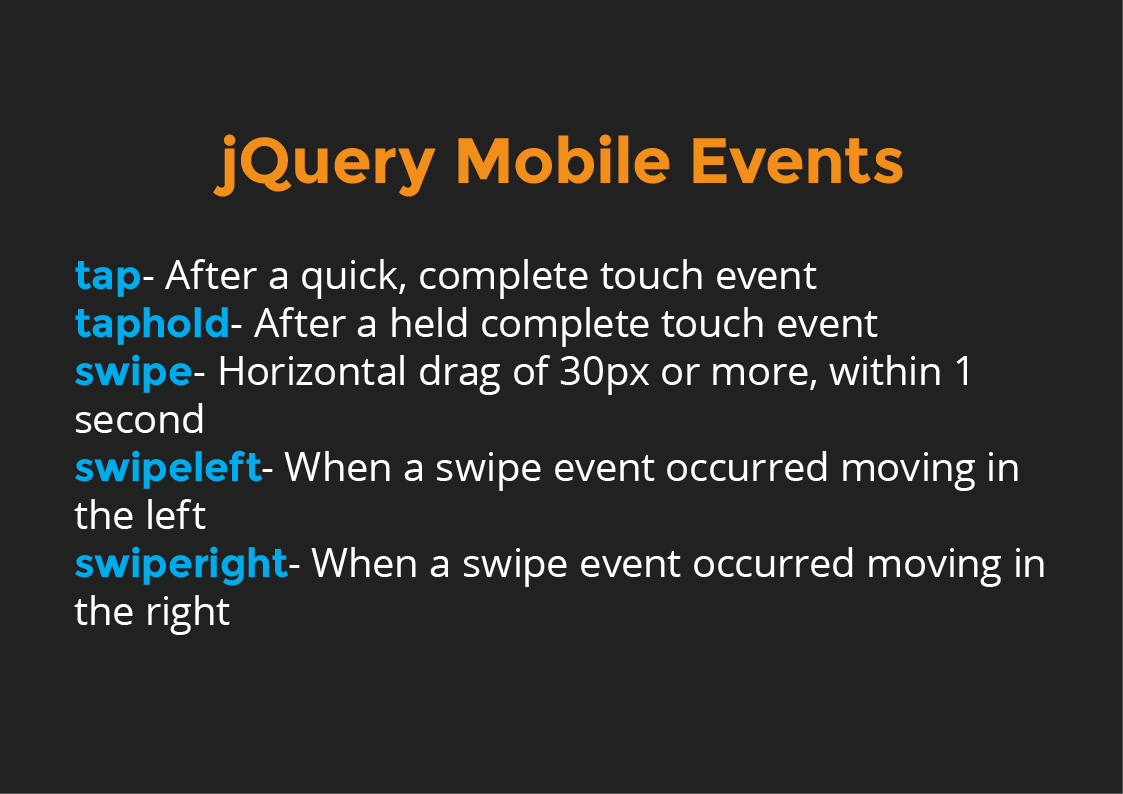 jQuery Mobile Events
tap- After a quick, complete touch event
taphold- After a held complete touch event
swipe- Horizontal drag of 30px or more, within 1
second
swipeleft- When a swipe event occurred moving in
the left
swiperight- When a swipe event occurred moving in
the right